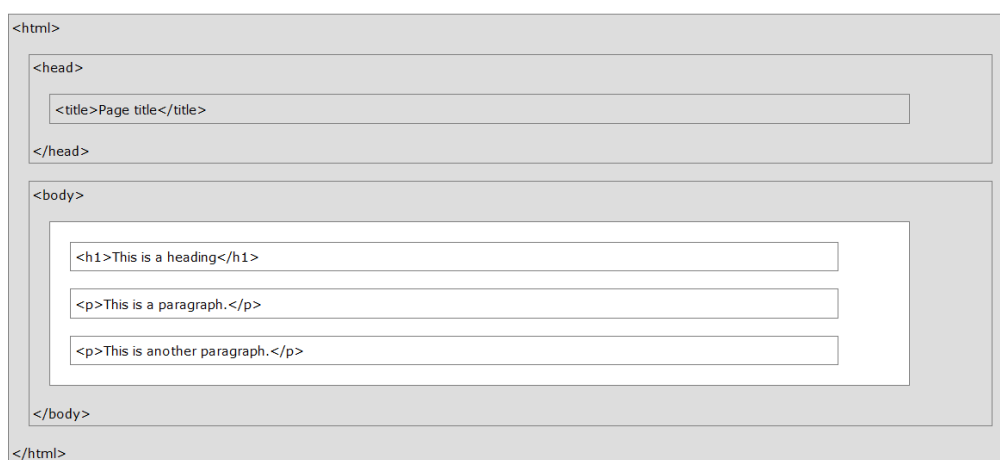 <html>
<head>
<title>Page title</title>
</head>
<body>
<h1>This is a heading</h1>
<p>This is a paragraph.</p>
<p>This is another paragraph.</p>
</body>
</html>